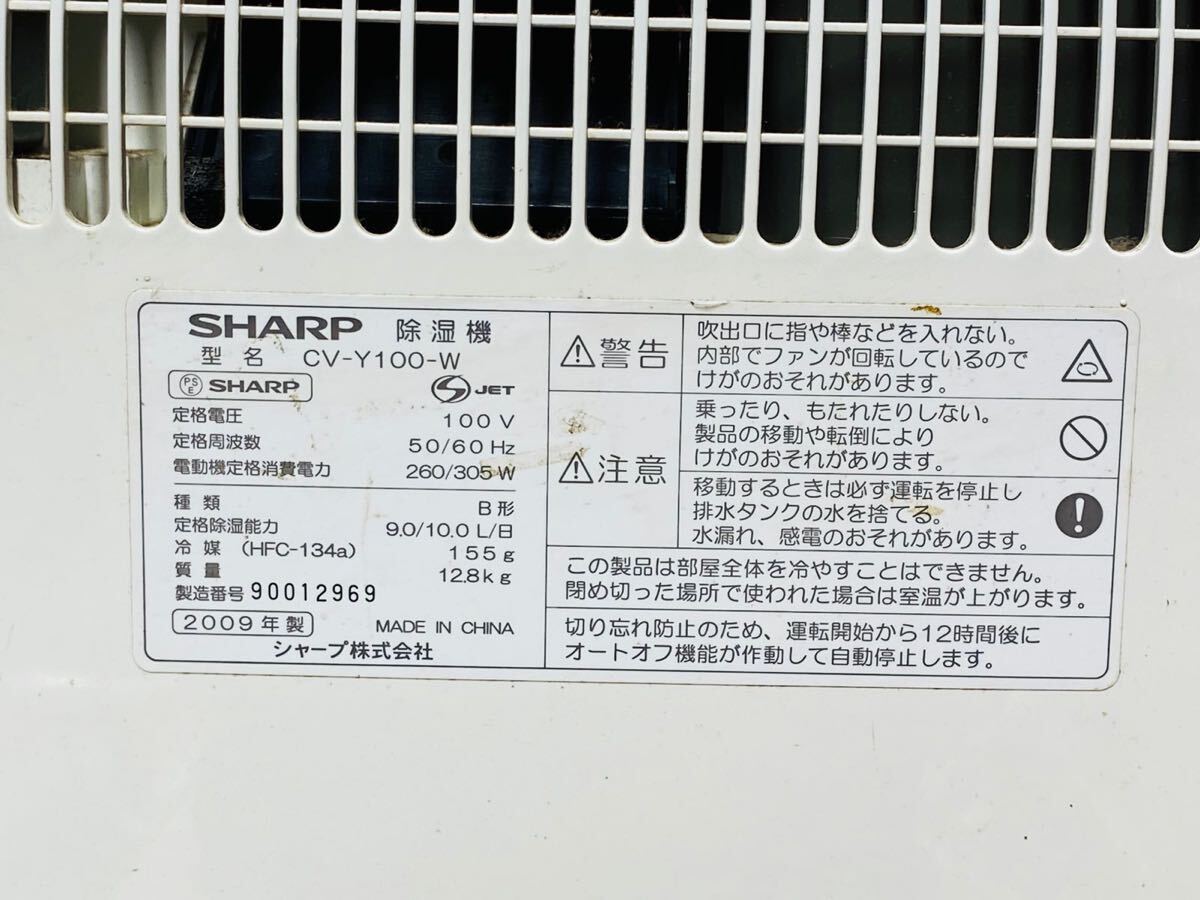 SHARP 除湿機
型名 CV-Y100-W
PSE SHARP S JET
定格電圧 100V
定格周波数 50/60Hz
電動機定格消費電力 260/305W
種類 B形
定格除湿能力 9.0/10.0L/日
冷媒 (HFC-134a) 155g
質量 12.8kg
製造番号 90012969
2009年製 MADE IN CHINA
シャープ株式会社
警告
吹出口に指や棒などを入れない。
内部でファンが回転しているので
けがのおそれがあります。
注意
乗ったり、もたれたりしない。
製品の移動や転倒により
けがのおそれがあります。
移動するときは必ず運転を停止し
排水タンクの水を捨てる。
水漏れ、感電のおそれがあります。
この製品は部屋全体を冷やすことはできません。
閉め切った場所で使われた場合は室温が上がります。
切り忘れ防止のため、運転開始から12時間後に
オートオフ機能が作動して自動停止します。